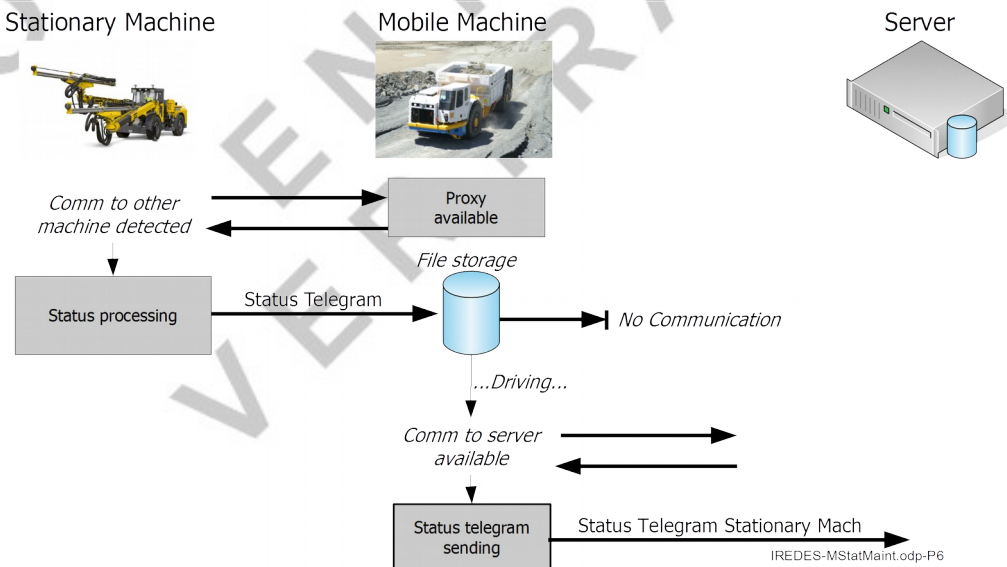 Stationary Machine
Mobile Machine
Server
Comm to other
machine detected
Proxy
available
File storage
Status processing
Status Telegram
No Communication
...Driving...
Comm to server
available
Status telegram
sending
Status Telegram Stationary Mach
IREDES-MStatMaint.odp-P6